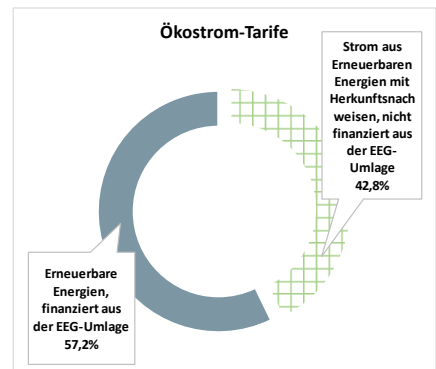 Ökostrom-Tarife
Strom aus
Erneuerbaren
Energien mit
Herkunftsnach
weisen, nicht
finanziert aus
der EEG-
Umlage
42,8%
Erneuerbare
Energien,
finanziert aus
der EEG-Umlage
57,2%